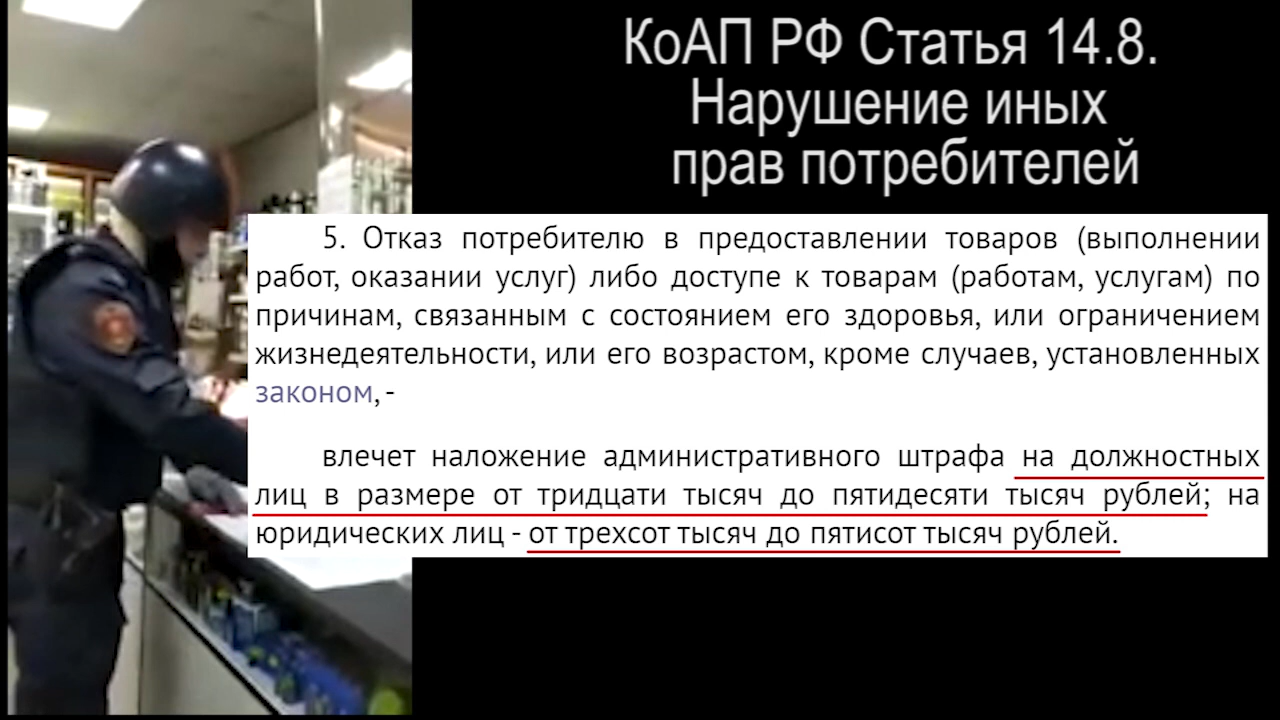 КоАП РФ Статья 14.8.
Нарушение иных
прав потребителей
5. Отказ потребителю в предоставлении товаров (выполнении
работ, оказании услуг) либо доступе к товарам (работам, услугам) по
причинам, связанным с состоянием его здоровья, или ограничением
жизнедеятельности, или его возрастом, кроме случаев, установленных
законом, -
влечет наложение административного штрафа на должностных
лиц в размере от тридцати тысяч до пятидесяти тысяч рублей; на
юридических лиц - от трехсот тысяч до пятисот тысяч рублей.